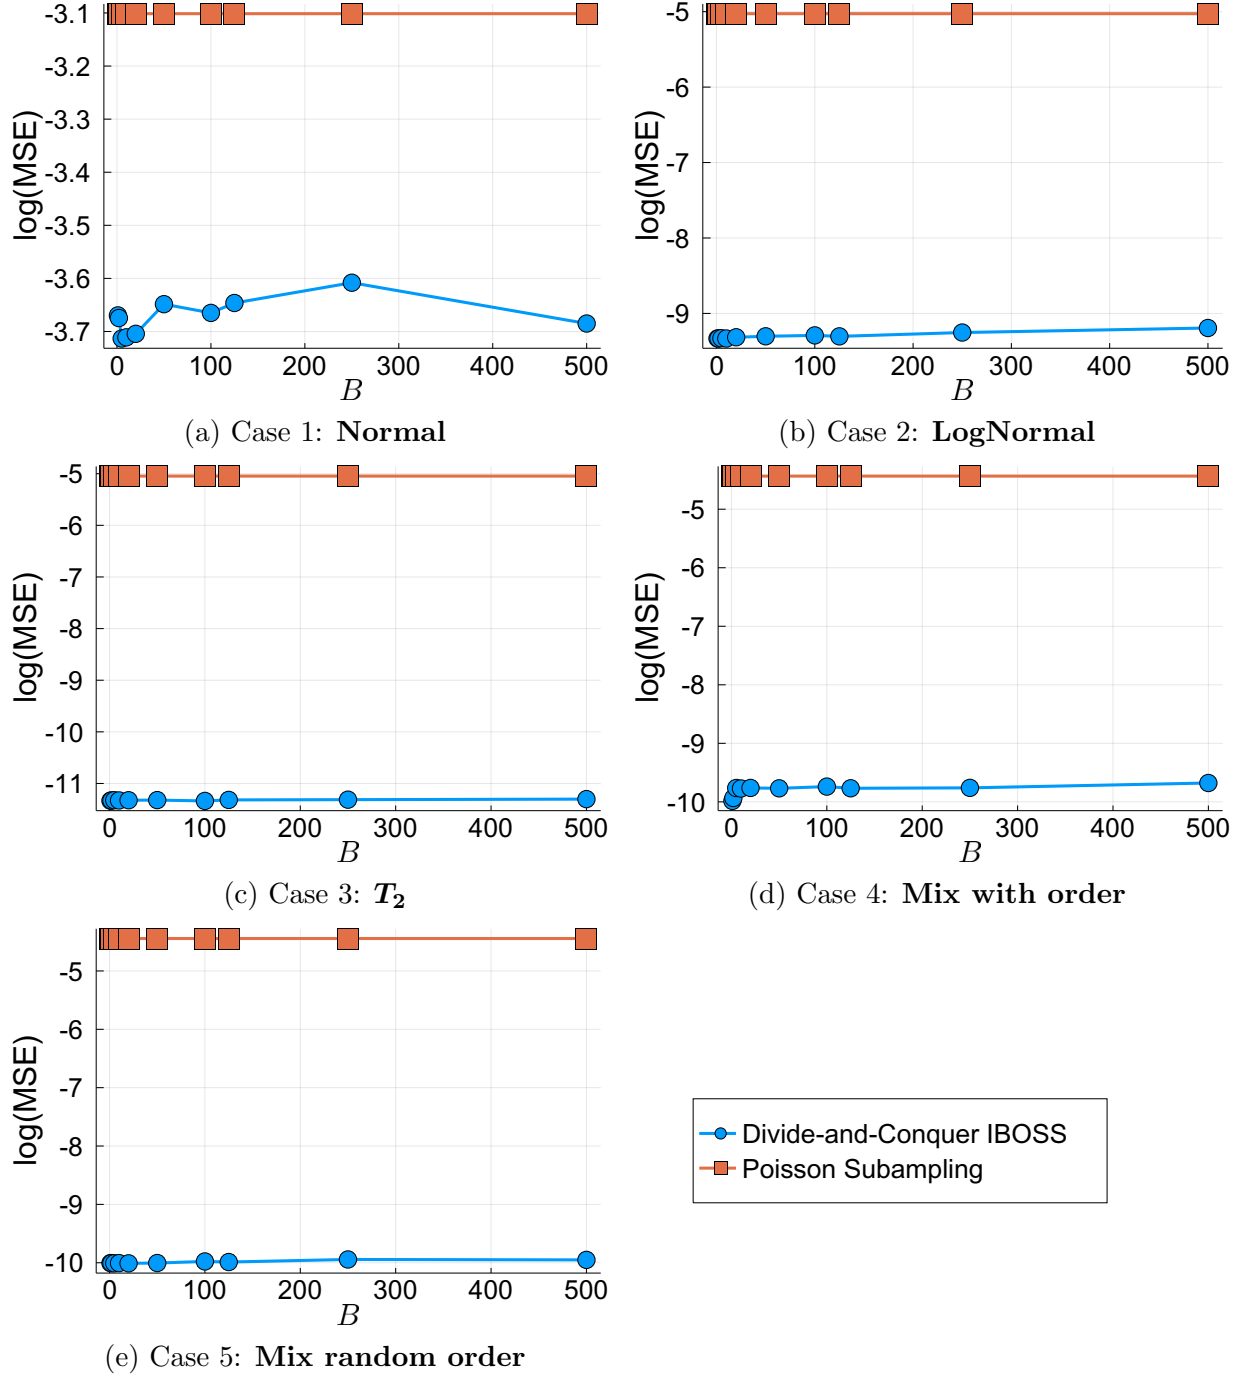 -3.1
-3.2
-3.3
-3.4
-3.5
-3.6
-3.7
log(MSE)
0 100 200 300 400 500
B
(a) Case 1: Normal
-5
-6
-7
-8
-9
log(MSE)
0 100 200 300 400 500
B
(b) Case 2: LogNormal
-5
-6
-7
-8
-9
-10
-11
log(MSE)
0 100 200 300 400 500
B
(c) Case 3: T₂
-5
-6
-7
-8
-9
-10
log(MSE)
0 100 200 300 400 500
B
(d) Case 4: Mix with order
-5
-6
-7
-8
-9
-10
log(MSE)
0 100 200 300 400 500
B
(e) Case 5: Mix random order
Divide-and-Conquer IBOSS
Poisson Subampling